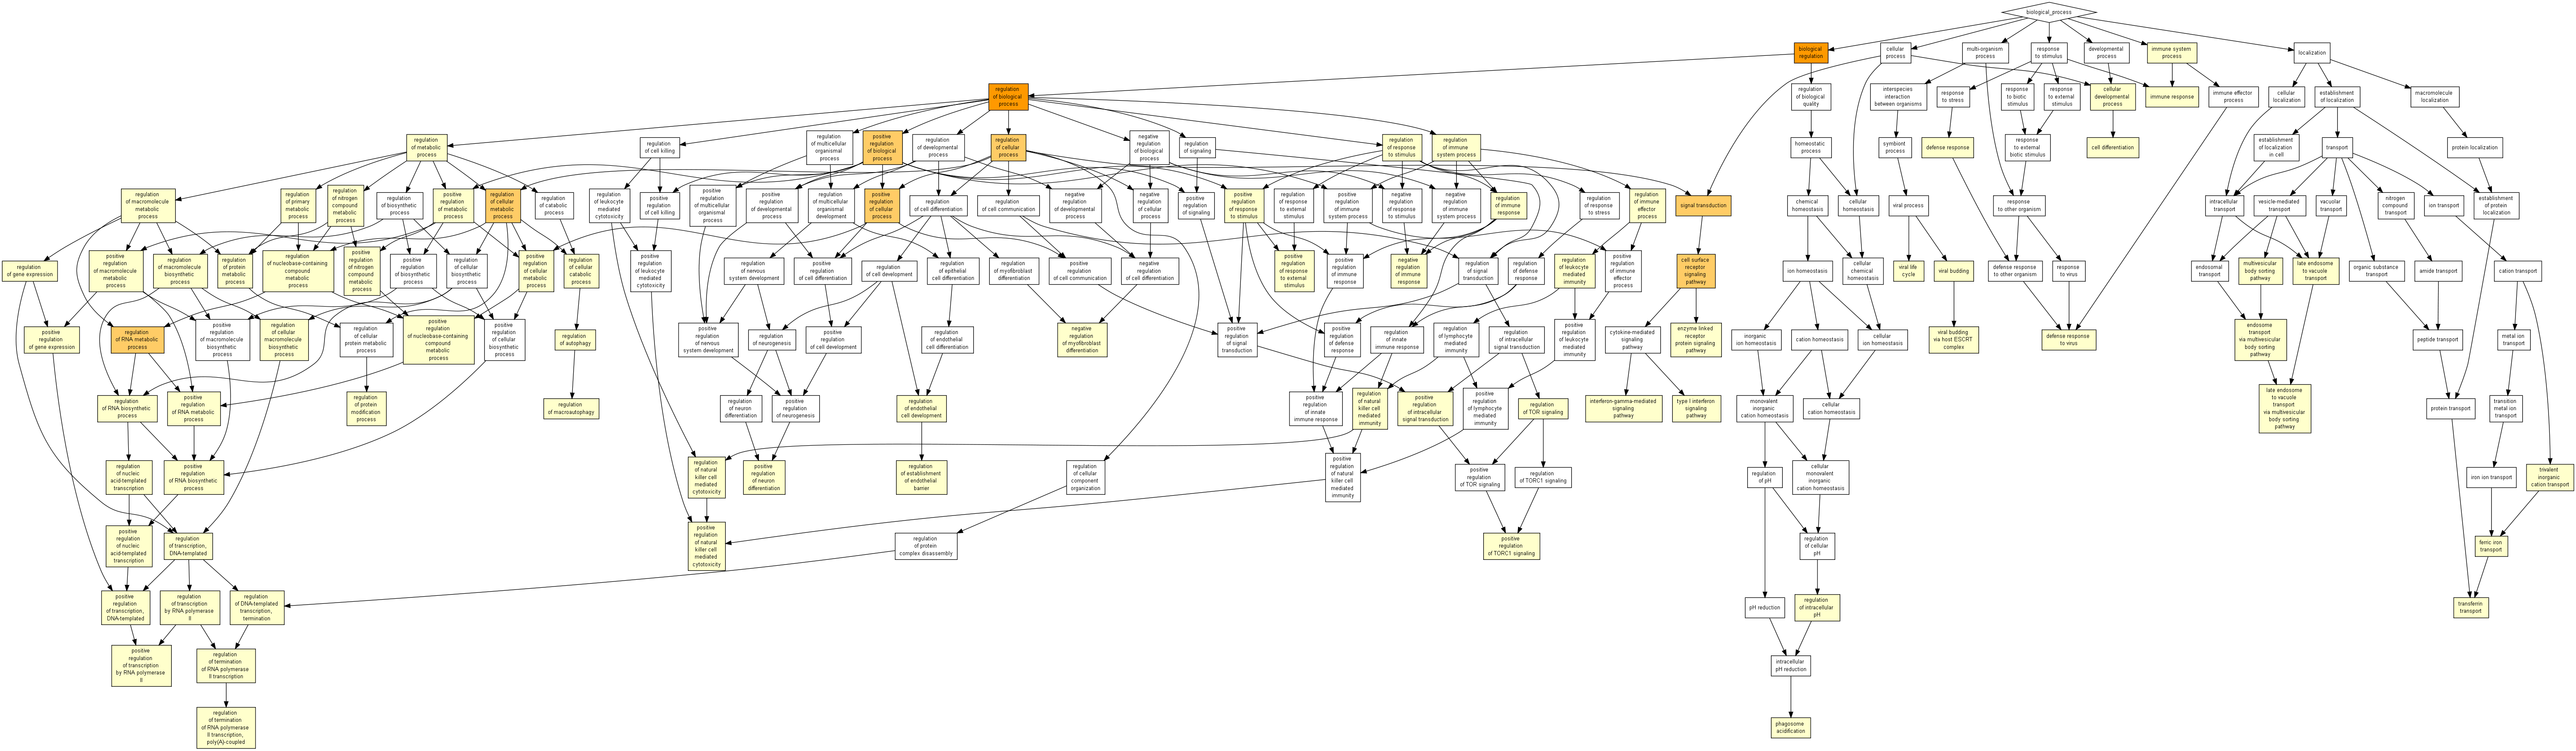 biological_process
biological
regulation
cellular
process
multi-organism
process
response
to stimulus
developmental
process
immune system
process
localization
regulation
of biological
process
regulation
of biological
quality
interspecies
interaction
between organisms
response
to stress
response
to biotic
stimulus
response
to external
stimulus
cellular
developmental
process
immune response
immune effector
process
cellular
localization
establishment
of localization
macromolecule
localization
regulation
of metabolic
process
regulation
of cell killing
regulation
of multicellular
organismal
process
positive
regulation
of biological
process
regulation
of developmental
process
regulation
of cellular
process
negative
regulation
of biological
process
regulation
of signaling
regulation
of response
to stimulus
regulation
of immune
system process
homeostatic
process
symbiont
process
defense response
response
to external
biotic stimulus
cell differentiation
establishment
of localization
in cell
transport
protein localization
regulation
of macromolecule
metabolic
process
regulation
of primary
metabolic
process
regulation
of nitrogen
compound
metabolic
process
regulation
of biosynthetic
process
positive
regulation
of metabolic
process
regulation
of cellular
metabolic
process
regulation
of catabolic
process
regulation
of leukocyte
mediated
cytotoxicity
positive
regulation
of cell killing
positive
regulation
of multicellular
organismal
process
positive
regulation
of developmental
process
regulation
of multicellular
organismal
development
positive
regulation
of cellular
process
regulation
of cell differentiation
regulation
of cell communication
negative
regulation
of developmental
process
negative
regulation
of cellular
process
positive
regulation
of signaling
positive
regulation
of response
to stimulus
regulation
of response
to external
stimulus
positive
regulation
of immune
system process
negative
regulation
of response
to stimulus
negative
regulation
of immune
system process
regulation
of immune
response
regulation
of response
to stress
regulation
of immune
effector
process
signal transduction
chemical
homeostasis
cellular
homeostasis
viral process
response
to other organism
intracellular
transport
vesicle-mediated
transport
vacuolar
transport
nitrogen
compound
transport
ion transport
establishment
of protein
localization
regulation
of gene expression
positive
regulation
of macromolecule
metabolic
process
regulation
of macromolecule
biosynthetic
process
regulation
of protein
metabolic
process
regulation
of nucleobase-containing
compound
metabolic
process
positive
regulation
of nitrogen
compound
metabolic
process
positive
regulation
of biosynthetic
process
regulation
of cellular
biosynthetic
process
positive
regulation
of cellular
metabolic
process
regulation
of cellular
catabolic
process
positive
regulation
of leukocyte
mediated
cytotoxicity
regulation
of nervous
system development
positive
regulation
of cell differentiation
regulation
of cell development
regulation
of epithelial
cell differentiation
regulation
of myofibroblast
differentiation
positive
regulation
of cell communication
negative
regulation
of cell differentiation
positive
regulation
of response
to external
stimulus
positive
regulation
of immune
response
negative
regulation
of immune
response
regulation
of signal
transduction
regulation
of defense
response
regulation
of leukocyte
mediated
immunity
positive
regulation
of immune
effector
process
cell surface
receptor
signaling
pathway
ion homeostasis
cellular
chemical
homeostasis
viral life
cycle
viral budding
defense response
to other organism
response
to virus
endosomal
transport
multivesicular
body sorting
pathway
late endosome
to vacuole
transport
organic substance
transport
amide transport
cation transport
positive
regulation
of gene expression
regulation
of RNA metabolic
process
positive
regulation
of macromolecule
biosynthetic
process
regulation
of cellular
macromolecule
biosynthetic
process
regulation
of cellular
protein metabolic
process
positive
regulation
of nucleobase-containing
compound
metabolic
process
positive
regulation
of cellular
biosynthetic
process
regulation
of autophagy
positive
regulation
of nervous
system development
regulation
of neurogenesis
positive
regulation
of cell development
regulation
of endothelial
cell differentiation
negative
regulation
of myofibroblast
differentiation
positive
regulation
of signal
transduction
positive
regulation
of defense
response
regulation
of innate
immune response
regulation
of lymphocyte
mediated
immunity
regulation
of intracellular
signal transduction
positive
regulation
of leukocyte
mediated
immunity
cytokine-mediated
signaling
pathway
enzyme linked
receptor
protein signaling
pathway
inorganic
ion homeostasis
cation homeostasis
cellular
ion homeostasis
viral budding
via host ESCRT
complex
defense response
to virus
endosome
transport
via multivesicular
body sorting
pathway
peptide transport
metal ion
transport
regulation
of RNA biosynthetic
process
positive
regulation
of RNA metabolic
process
regulation
of protein
modification
process
regulation
of macroautophagy
regulation
of neuron
differentiation
positive
regulation
of neurogenesis
regulation
of endothelial
cell development
positive
regulation
of innate
immune response
regulation
of natural
killer cell
mediated
immunity
positive
regulation
of intracellular
signal transduction
positive
regulation
of lymphocyte
mediated
immunity
regulation
of TOR signaling
interferon-gamma-mediated
signaling
pathway
type I interferon
signaling
pathway
monovalent
inorganic
cation homeostasis
cellular
cation homeostasis
late endosome
to vacuole
transport
via multivesicular
body sorting
pathway
protein transport
transition
metal ion
transport
regulation
of nucleic
acid-templated
transcription
positive
regulation
of RNA biosynthetic
process
regulation
of natural
killer cell
mediated
cytotoxicity
positive
regulation
of neuron
differentiation
regulation
of establishment
of endothelial
barrier
regulation
of cellular
component
organization
positive
regulation
of natural
killer cell
mediated
immunity
positive
regulation
of TOR signaling
regulation
of TORC1 signaling
regulation
of pH
cellular
monovalent
inorganic
cation homeostasis
iron ion transport
trivalent
inorganic
cation transport
positive
regulation
of nucleic
acid-templated
transcription
regulation
of transcription,
DNA-templated
positive
regulation
of natural
killer cell
mediated
cytotoxicity
regulation
of protein
complex disassembly
positive
regulation
of TORC1 signaling
regulation
of cellular
pH
ferric iron
transport
positive
regulation
of transcription,
DNA-templated
regulation
of transcription
by RNA polymerase
II
regulation
of DNA-templated
transcription,
termination
pH reduction
regulation
of intracellular
pH
transferrin
transport
positive
regulation
of transcription
by RNA polymerase
II
regulation
of termination
of RNA polymerase
II transcription
intracellular
pH reduction
regulation
of termination
of RNA polymerase
II transcription,
poly(A)-coupled
phagosome
acidification